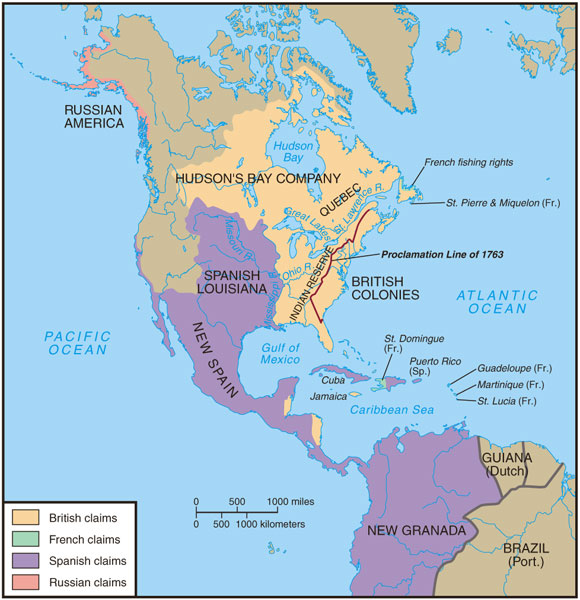 RUSSIAN
AMERICA
Hudson
Bay
HUDSON'S BAY COMPANY
French fishing rights
QUEBEC
St. Lawrence R.
St. Pierre & Miquelon (Fr.)
Great Lakes
Missouri R.
Proclamation Line of 1763
Ohio R.
SPANISH
LOUISIANA
INDIAN RESERVE
BRITISH
COLONIES
ATLANTIC
OCEAN
PACIFIC
OCEAN
NEW SPAIN
Gulf of
Mexico
St. Domingue
(Fr.)
Puerto Rico
(Sp.)
Guadeloupe (Fr.)
Cuba
Martinique (Fr.)
Jamaica
St. Lucia (Fr.)
Caribbean Sea
GUIANA
(Dutch)
0 500 1000 miles
0 500 1000 kilometers
NEW GRANADA
BRAZIL
(Port.)
British claims
French claims
Spanish claims
Russian claims